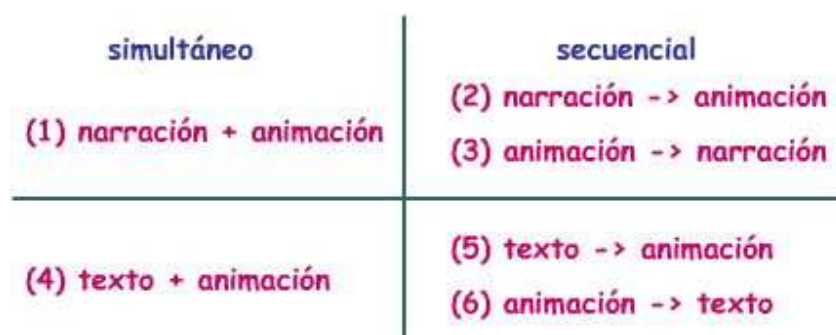 simultáneo
secuencial
(1) narración + animación
(2) narración -> animación
(3) animación -> narración
(4) texto + animación
(5) texto -> animación
(6) animación -> texto